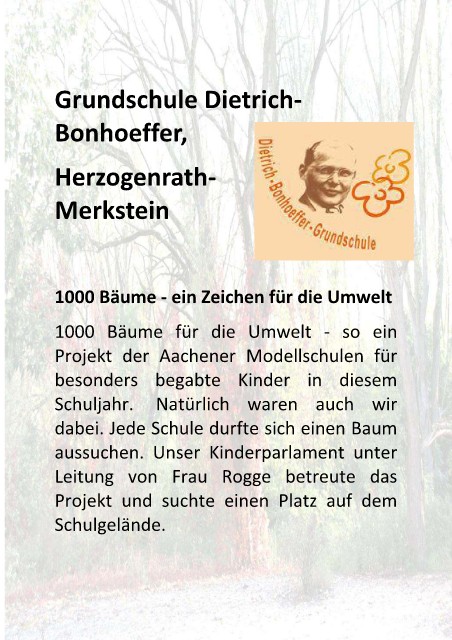 Grundschule Dietrich-
Bonhoeffer,
Herzogenrath-
Merkstein
Dietrich-Bonhoeffer-Grundschule
1000 Bäume - ein Zeichen für die Umwelt
1000 Bäume für die Umwelt - so ein
Projekt der Aachener Modellschulen für
besonders begabte Kinder in diesem
Schuljahr. Natürlich waren auch wir
dabei. Jede Schule durfte sich einen Baum
aussuchen. Unser Kinderparlament unter
Leitung von Frau Rogge betreute das
Projekt und suchte einen Platz auf dem
Schulgelände.